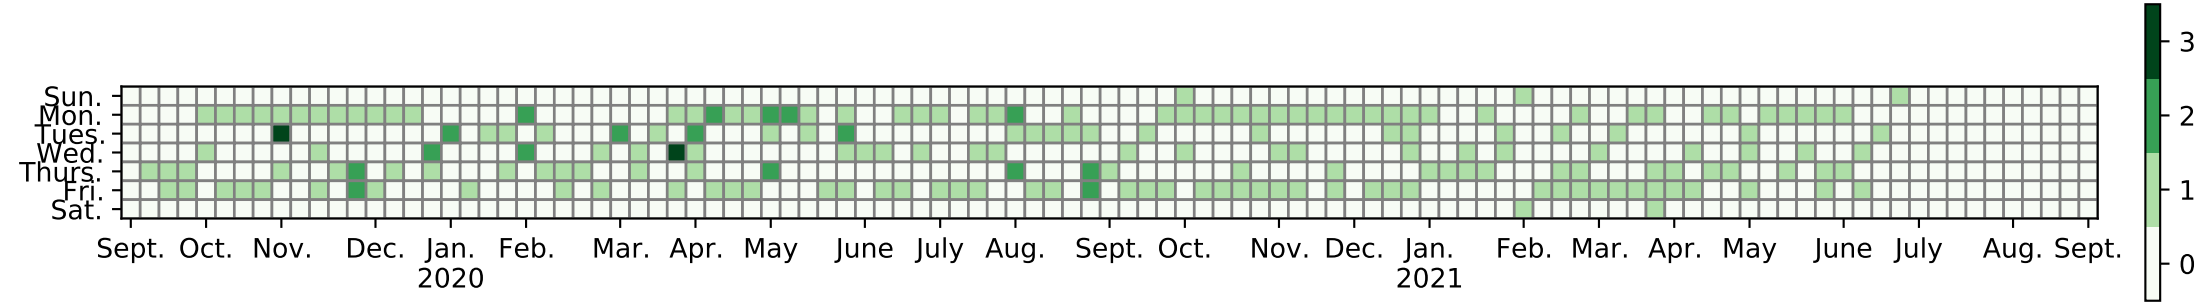 3
Sun.
Mon.
2
Tues.
Wed.
Thurs.
1
Fri.
Sat.
Sept. Oct. Nov. Dec. Jan. Feb. Mar. Apr. May June July Aug. Sept. Oct. Nov. Dec. Jan. Feb. Mar. Apr. May June July Aug. Sept.
0
2020 2021